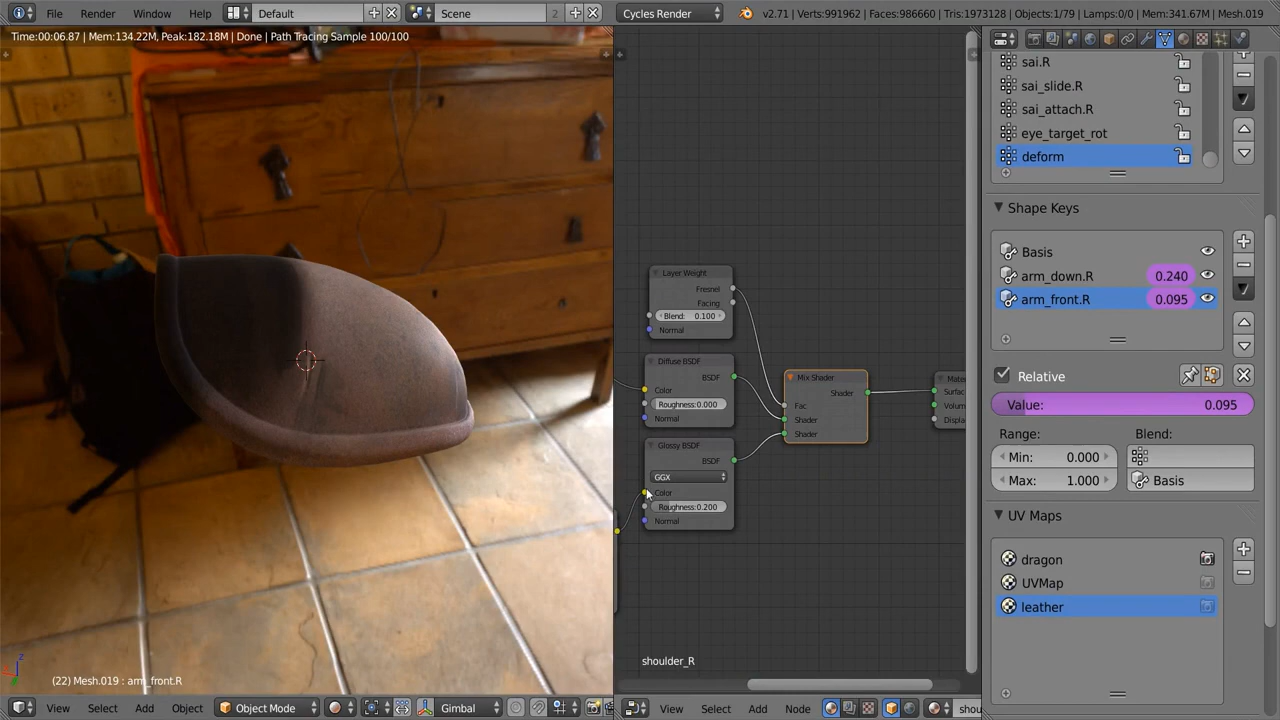 File Render Window Help Default Scene 2 Cycles Render v2.71 | Verts:991962 | Faces:986660 | Tris:1973128 | Objects:1/79 | Lamps:0/0 | Mem:341.67M | Mesh.019
Time:00:06.87 | Mem:134.22M, Peak:182.18M | Done | Path Tracing Sample 100/100
(22) Mesh.019 : arm_front.R
View Select Add Object Object Mode Gimbal
Layer Weight
Fresnel
Facing
Blend: 0.100
Normal
Diffuse BSDF
BSDF
Color
Roughness:0.000
Normal
Glossy BSDF
BSDF
GGX
Color
Roughness:0.200
Normal
Mix Shader
Shader
Fac
Shader
Shader
Mate
Surfac
Volum
Displa
shoulder_R
View Select Add Node shou
sai.R
sai_slide.R
sai_attach.R
eye_target_rot
deform
Shape Keys
Basis
arm_down.R 0.240
arm_front.R 0.095
Relative
Value: 0.095
Range: Blend:
Min: 0.000
Max: 1.000 Basis
UV Maps
dragon
UVMap
leather